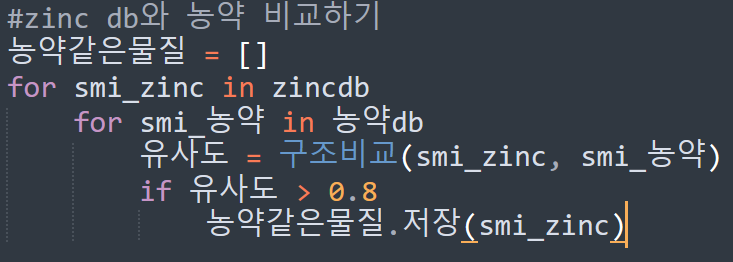 #zinc db와 농약 비교하기
농약같은물질 = []
for smi_zinc in zincdb
    for smi_농약 in 농약db
        유사도 = 구조비교(smi_zinc, smi_농약)
        if 유사도 > 0.8
            농약같은물질.저장(smi_zinc)